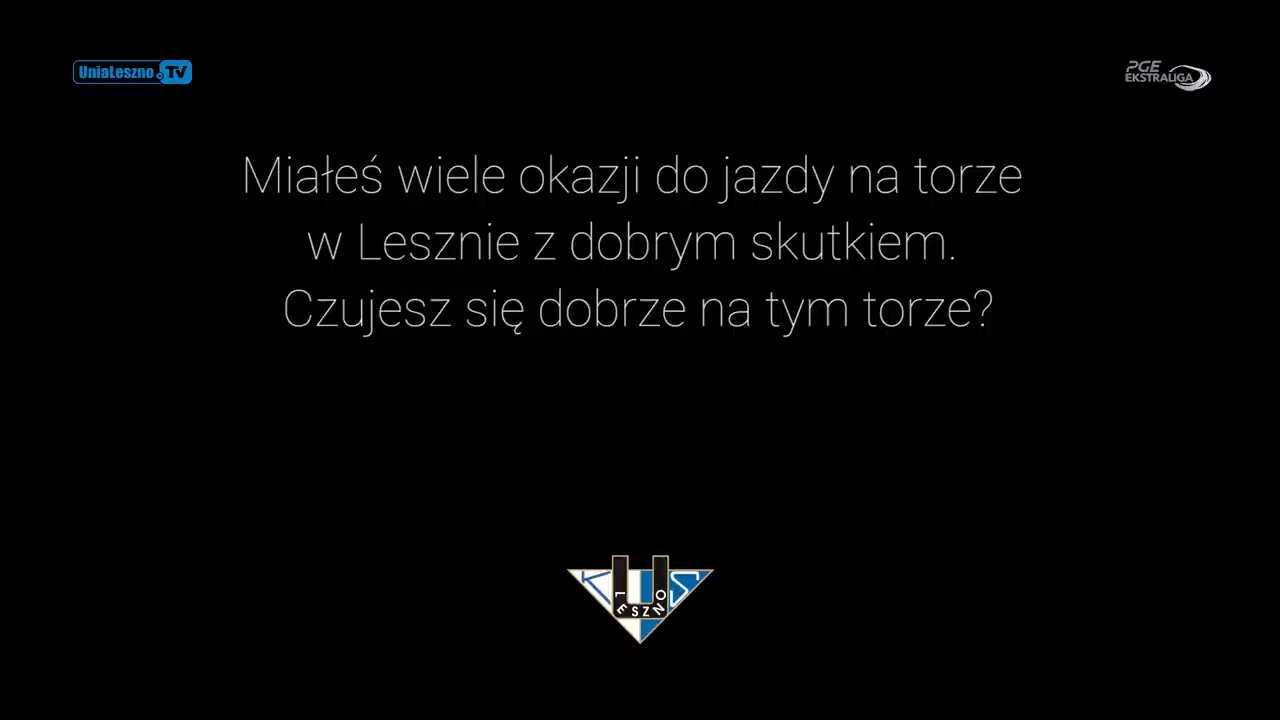 UniaLeszno.TV
PGE
EKSTRALIGA
Miałeś wiele okazji do jazdy na torze
w Lesznie z dobrym skutkiem.
Czujesz się dobrze na tym torze?
K U S
LESZNO